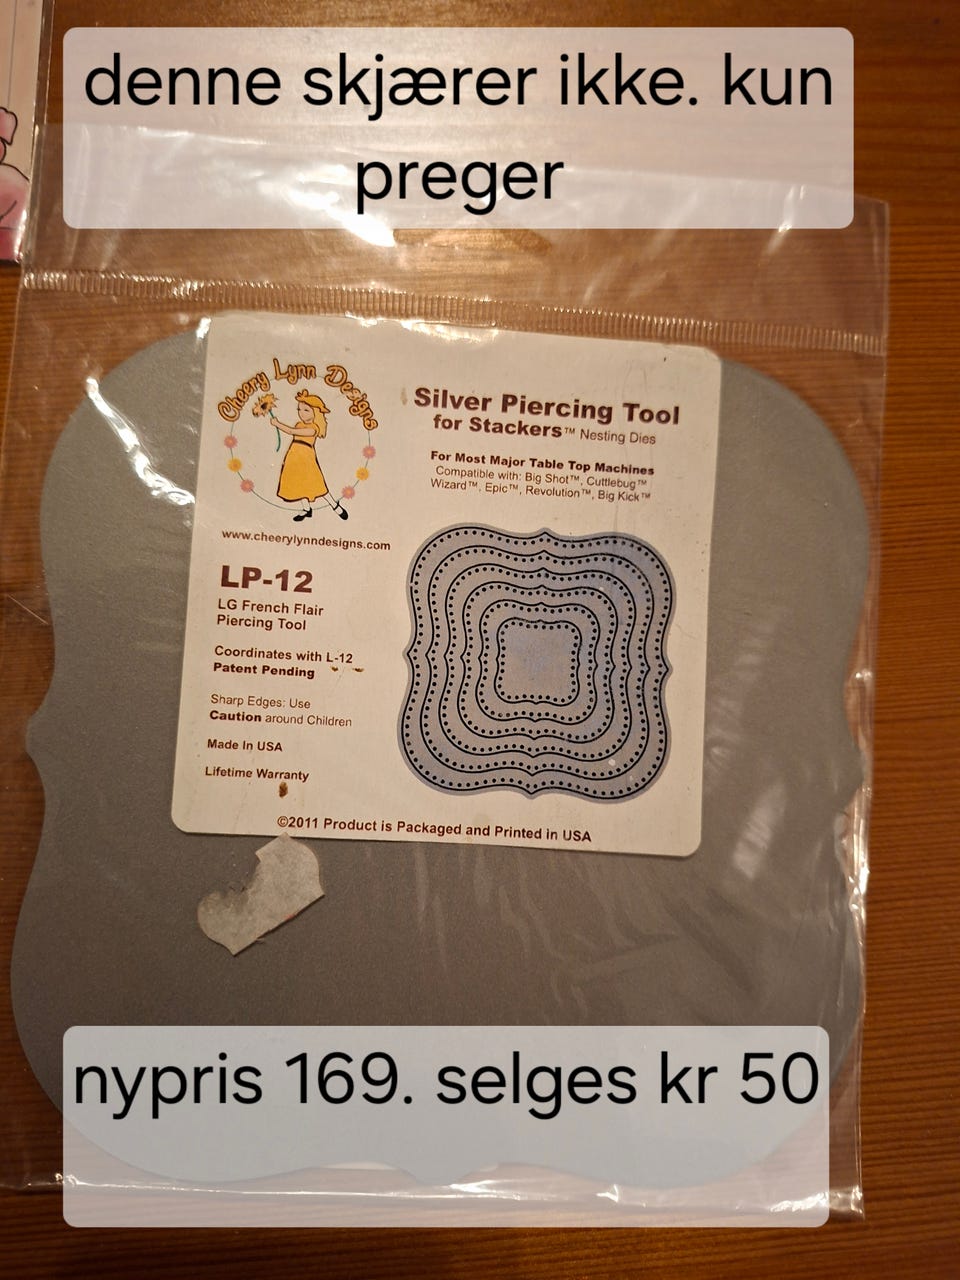 denne skjærer ikke. kun
preger
Cheery Lynn Designs
Silver Piercing Tool
for Stackers™ Nesting Dies
For Most Major Table Top Machines
Compatible with: Big Shot™, Cuttlebug™
Wizard™, Epic™, Revolution™, Big Kick™
www.cheerylynndesigns.com
LP-12
LG French Flair
Piercing Tool
Coordinates with L-12
Patent Pending
Sharp Edges: Use
Caution around Children
Made In USA
Lifetime Warranty
©2011 Product is Packaged and Printed in USA
nypris 169. selges kr 50